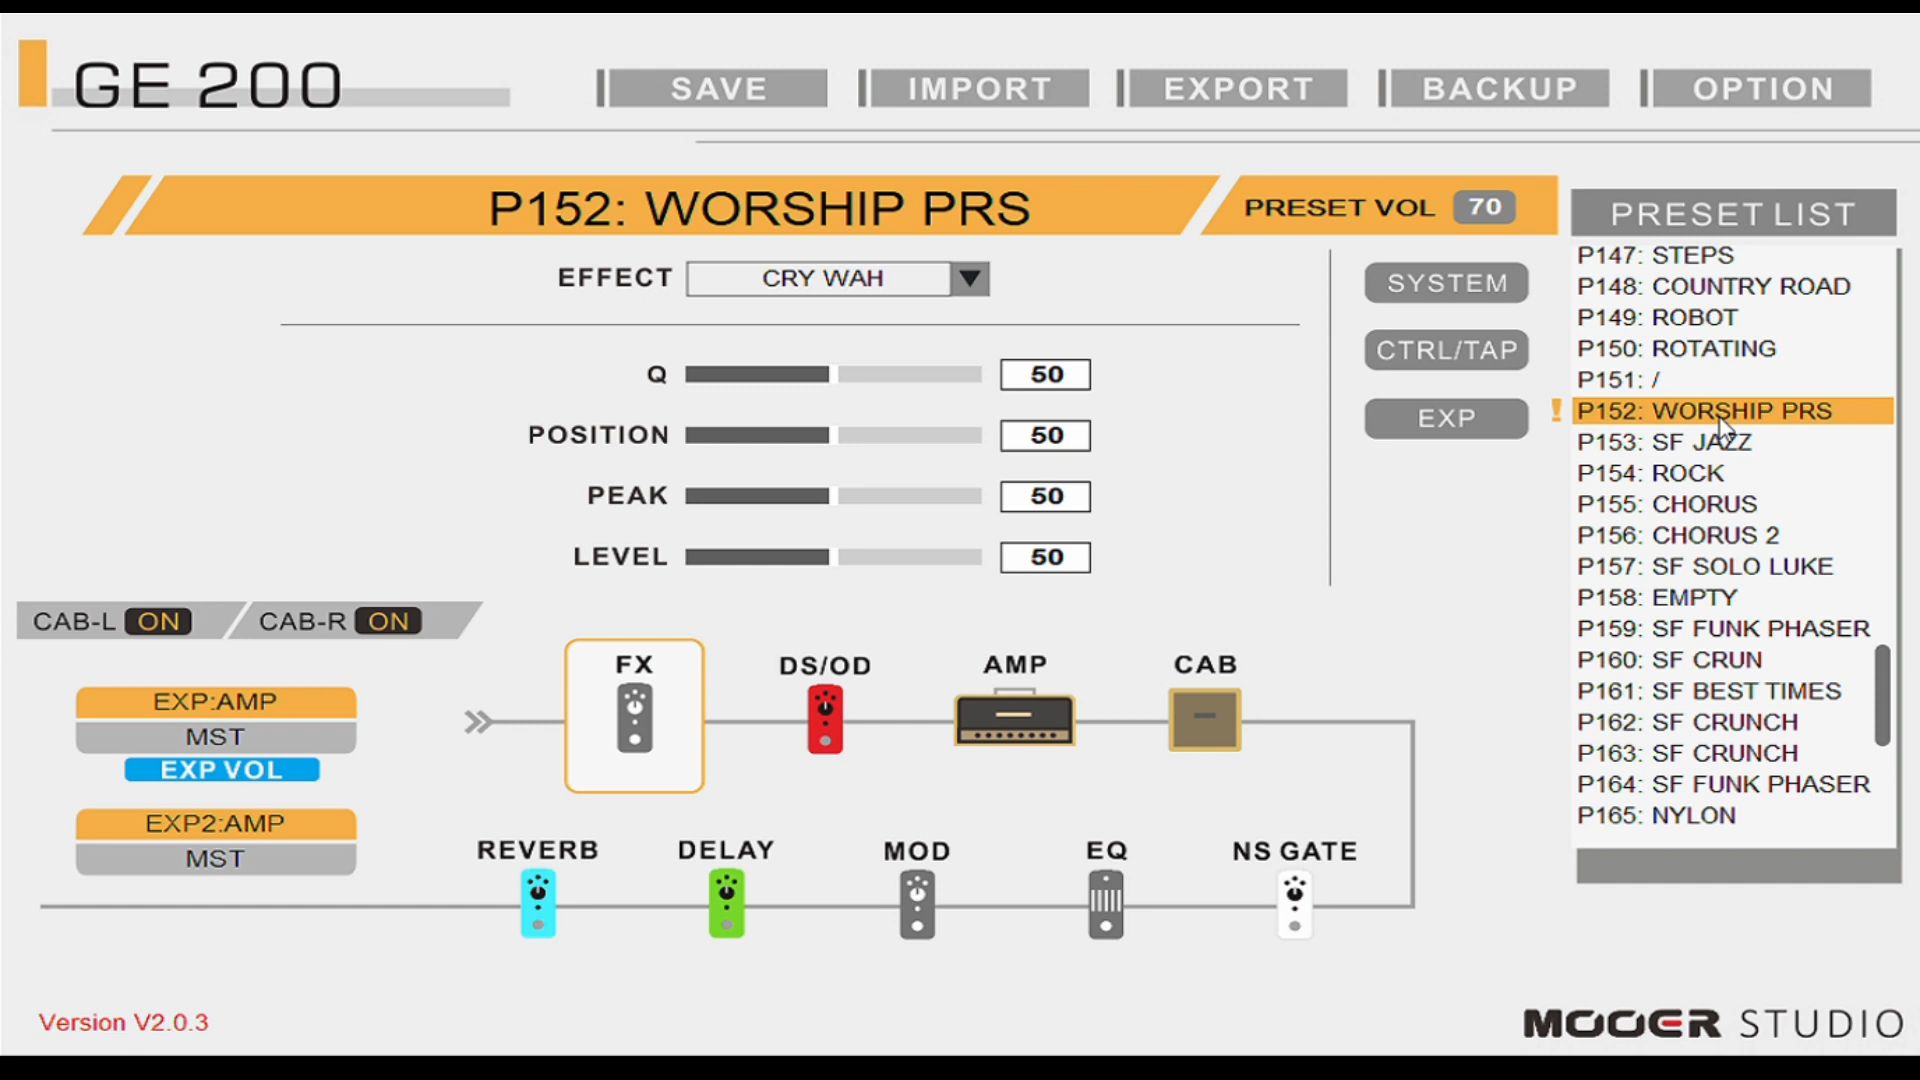 GE 200
SAVE
IMPORT
EXPORT
BACKUP
OPTION
P152: WORSHIP PRS
PRESET VOL 70
PRESET LIST
EFFECT CRY WAH
Q 50
POSITION 50
PEAK 50
LEVEL 50
SYSTEM
CTRL/TAP
EXP
!
P147: STEPS
P148: COUNTRY ROAD
P149: ROBOT
P150: ROTATING
P151: /
P152: WORSHIP PRS
P153: SF JAZZ
P154: ROCK
P155: CHORUS
P156: CHORUS 2
P157: SF SOLO LUKE
P158: EMPTY
P159: SF FUNK PHASER
P160: SF CRUN
P161: SF BEST TIMES
P162: SF CRUNCH
P163: SF CRUNCH
P164: SF FUNK PHASER
P165: NYLON
CAB-L ON
CAB-R ON
EXP:AMP
MST
EXP VOL
EXP2:AMP
MST
FX
DS/OD
AMP
CAB
REVERB
DELAY
MOD
EQ
NS GATE
Version V2.0.3
MOOER STUDIO